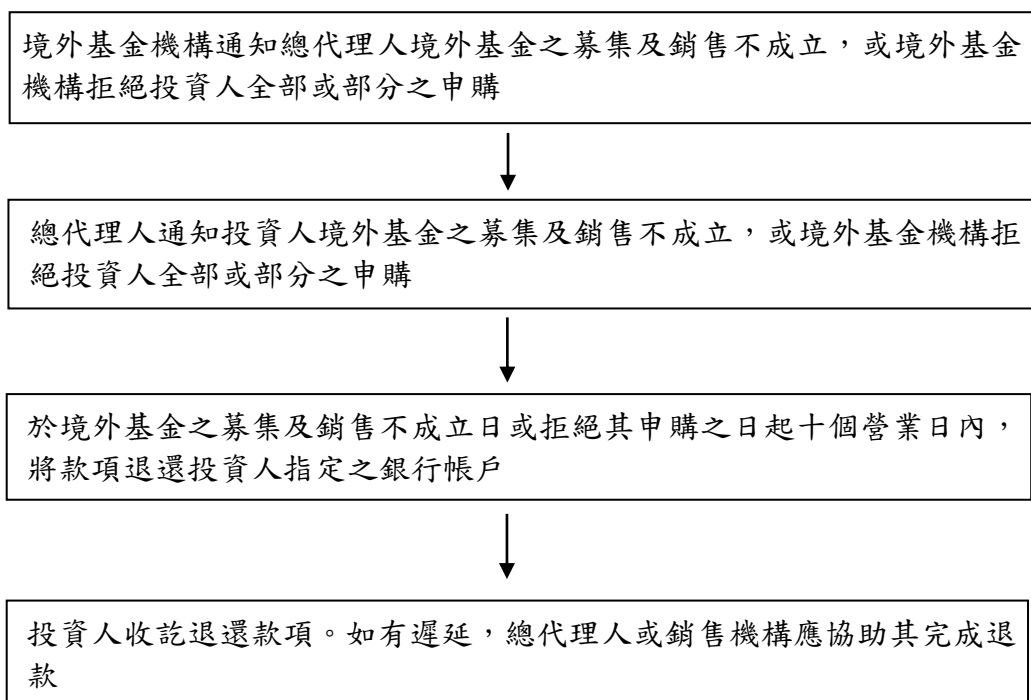 境外基金機構通知總代理人境外基金之募集及銷售不成立，或境外基金
機構拒絕投資人全部或部分之申購
總代理人通知投資人境外基金之募集及銷售不成立，或境外基金機構拒
絕投資人全部或部分之申購
於境外基金之募集及銷售不成立日或拒絕其申購之日起十個營業日內，
將款項退還投資人指定之銀行帳戶
投資人收訖退還款項。如有遲延，總代理人或銷售機構應協助其完成退
款